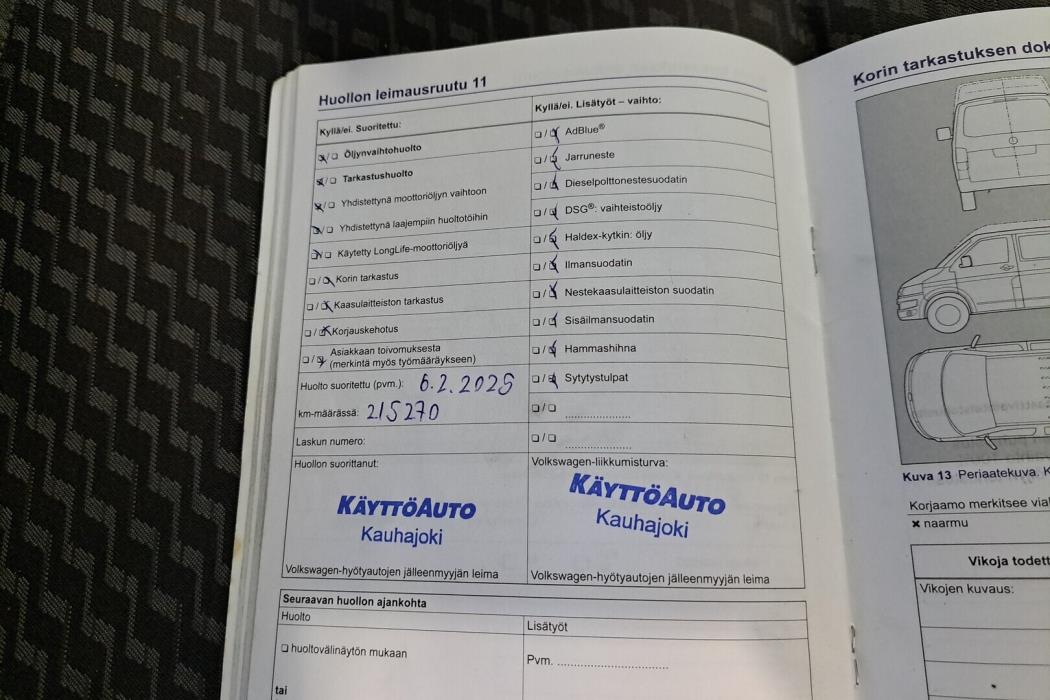 Huollon leimausruutu 11
Kyllä/ei. Suoritettu:
Öljynvaihtohuolto
Tarkastushuolto
Yhdistettynä moottoriöljyn vaihtoon
Yhdistettynä laajempiin huoltotöihin
Käytetty LongLife-moottoriöljyä
Korin tarkastus
Kaasulaitteiston tarkastus
Korjauskehotus
Asiakkaan toivomuksesta
(merkintä myös työmääräykseen)
Huolto suoritettu (pvm.): 6.2.2025
km-määrässä: 215270
Laskun numero:
Huollon suorittanut:
KÄYTTÖAUTO
Kauhajoki
Volkswagen-hyötyautojen jälleenmyyjän leima
Kyllä/ei. Lisätyöt – vaihto:
AdBlue®
Jarruneste
Dieselpolttonestesuodatin
DSG®: vaihteistoöljy
Haldex-kytkin: öljy
Ilmansuodatin
Nestekaasulaitteiston suodatin
Sisäilmansuodatin
Hammashihna
Sytytystulpat
Volkswagen-liikkumisturva:
KÄYTTÖAUTO
Kauhajoki
Volkswagen-hyötyautojen jälleenmyyjän leima
Seuraavan huollon ajankohta
Huolto
huoltovälinäytön mukaan
tai
Lisätyöt
Pvm. ..............................
Korin tarkastuksen dok
Kuva 13 Periaatekuva. K
Korjaamo merkitsee vial
✖ naarmu
Vikoja todett
Vikojen kuvaus: